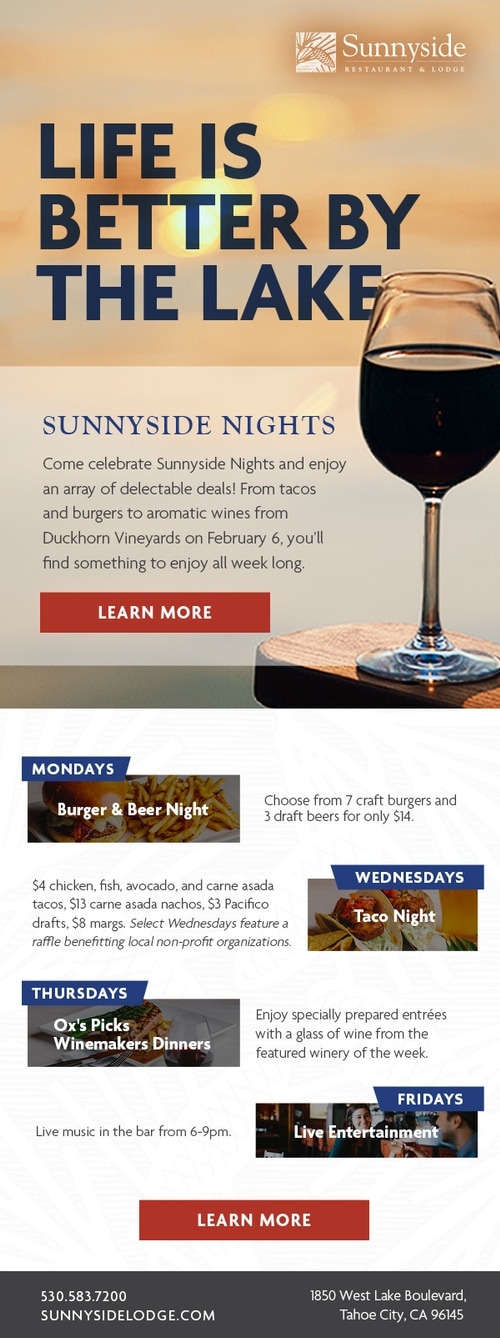 Sunnyside
RESTAURANT & LODGE
LIFE IS
BETTER BY
THE LAKE
SUNNYSIDE NIGHTS
Come celebrate Sunnyside Nights and enjoy
an array of delectable deals! From tacos
and burgers to aromatic wines from
Duckhorn Vineyards on February 6, you'll
find something to enjoy all week long.
LEARN MORE
MONDAYS
Burger & Beer Night
Choose from 7 craft burgers and
3 draft beers for only $14.
WEDNESDAYS
Taco Night
$4 chicken, fish, avocado, and carne asada
tacos, $13 carne asada nachos, $3 Pacifico
drafts, $8 margs. Select Wednesdays feature a
raffle benefitting local non-profit organizations.
THURSDAYS
Ox's Picks
Winemakers Dinners
Enjoy specially prepared entrées
with a glass of wine from the
featured winery of the week.
FRIDAYS
Live Entertainment
Live music in the bar from 6-9pm.
LEARN MORE
530.583.7200
SUNNYSIDELODGE.COM
1850 West Lake Boulevard,
Tahoe City, CA 96145